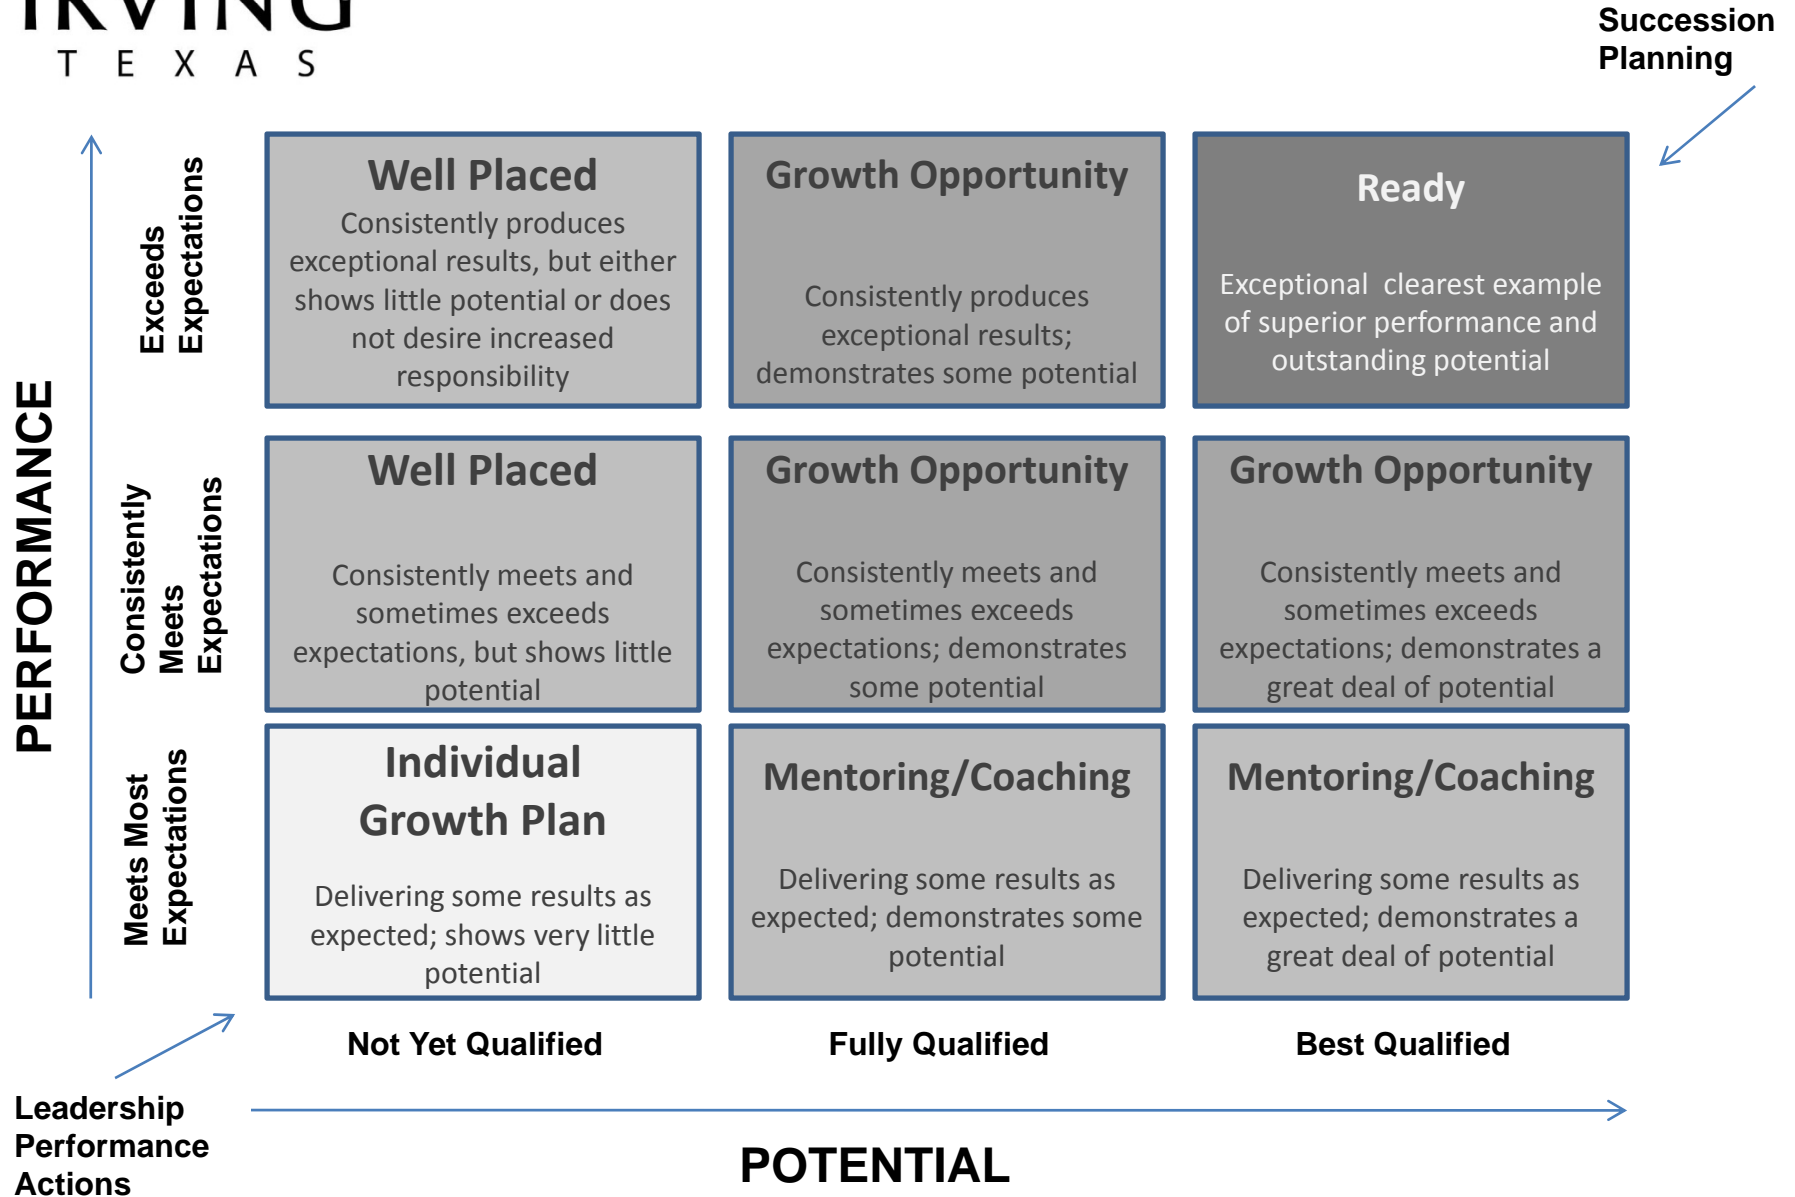 IRVING
TEXAS
Succession
Planning
PERFORMANCE
Exceeds
Expectations
Well Placed
Consistently produces
exceptional results, but either
shows little potential or does
not desire increased
responsibility
Growth Opportunity
Consistently produces
exceptional results;
demonstrates some potential
Ready
Exceptional clearest example
of superior performance and
outstanding potential
Consistently
Meets
Expectations
Well Placed
Consistently meets and
sometimes exceeds
expectations, but shows little
potential
Growth Opportunity
Consistently meets and
sometimes exceeds
expectations; demonstrates
some potential
Growth Opportunity
Consistently meets and
sometimes exceeds
expectations; demonstrates a
great deal of potential
Meets Most
Expectations
Individual
Growth Plan
Delivering some results as
expected; shows very little
potential
Mentoring/Coaching
Delivering some results as
expected; demonstrates some
potential
Mentoring/Coaching
Delivering some results as
expected; demonstrates a
great deal of potential
Not Yet Qualified
Fully Qualified
Best Qualified
Leadership
Performance
Actions
POTENTIAL